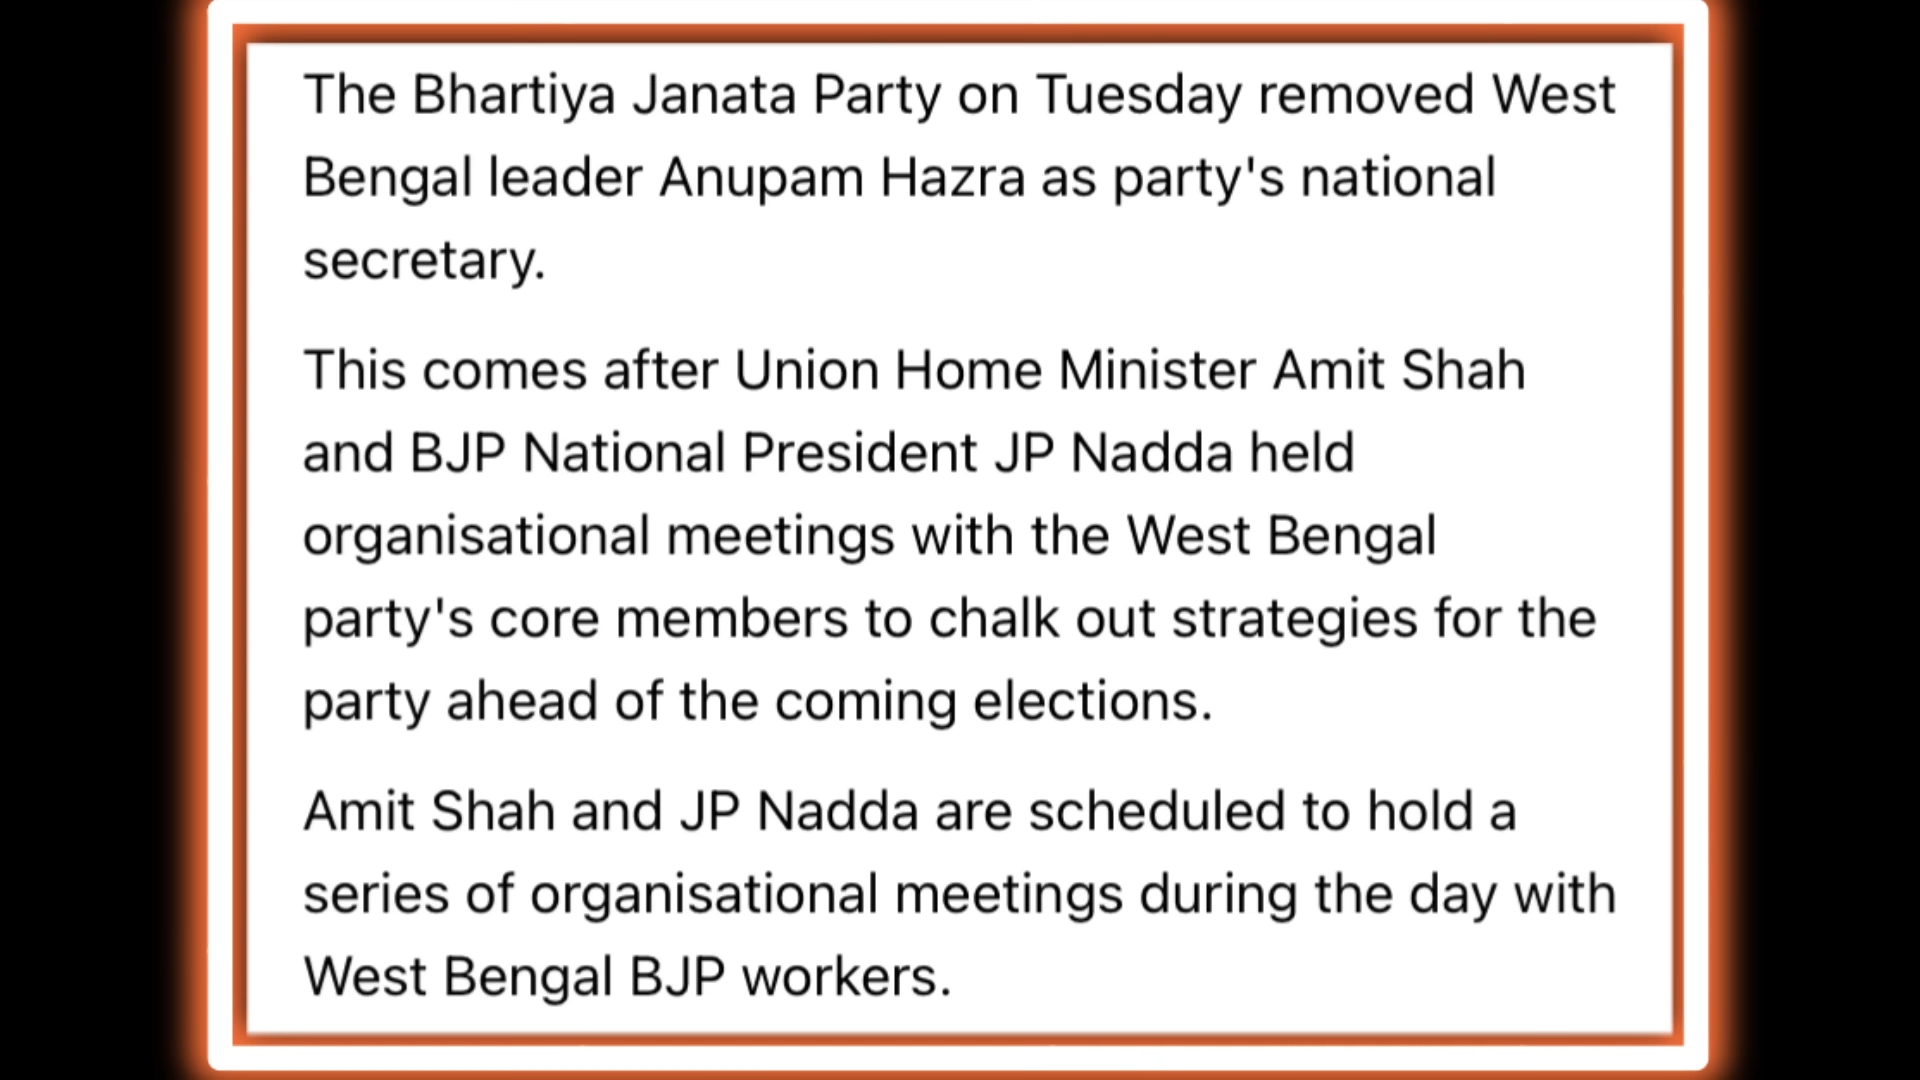 The Bhartiya Janata Party on Tuesday removed West
Bengal leader Anupam Hazra as party's national
secretary.
This comes after Union Home Minister Amit Shah
and BJP National President JP Nadda held
organisational meetings with the West Bengal
party's core members to chalk out strategies for the
party ahead of the coming elections.
Amit Shah and JP Nadda are scheduled to hold a
series of organisational meetings during the day with
West Bengal BJP workers.